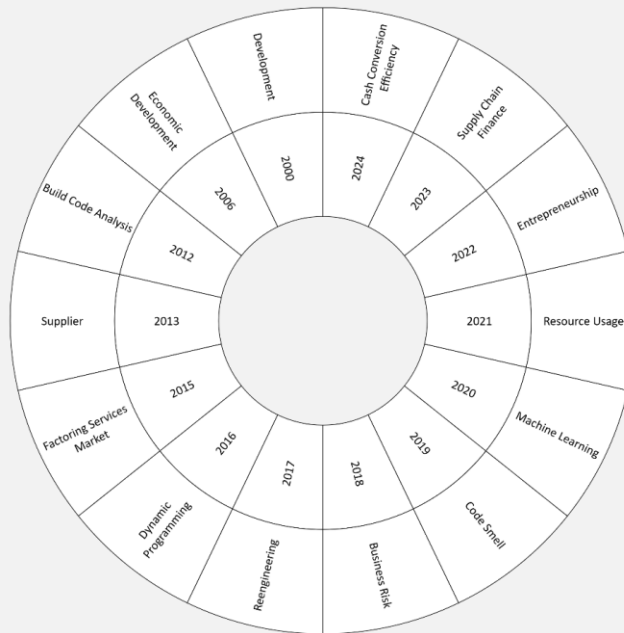 Cash Conversion
Efficiency
2024
Supply Chain
Finance
2023
Entrepreneurship
2022
Resource Usage
2021
Machine Learning
2020
Code Smell
2019
Business Risk
2018
Reengineering
2017
Dynamic
Programming
2016
Factoring Services
Market
2015
Supplier
2013
Build Code Analysis
2012
Economic
Development
2006
Development
2000